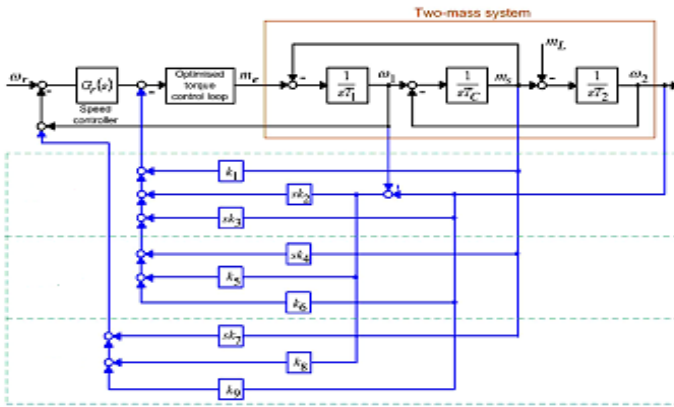 Two-mass system
ω_r
G_r(s)
Speed
controller
Optimised
torque
control loop
m_e
1
sT_1
ω_1
1
sT_C
m_s
m_L
1
sT_2
ω_2
k_1
sk_2
sk_3
sk_4
k_5
k_6
sk_7
k_8
k_9